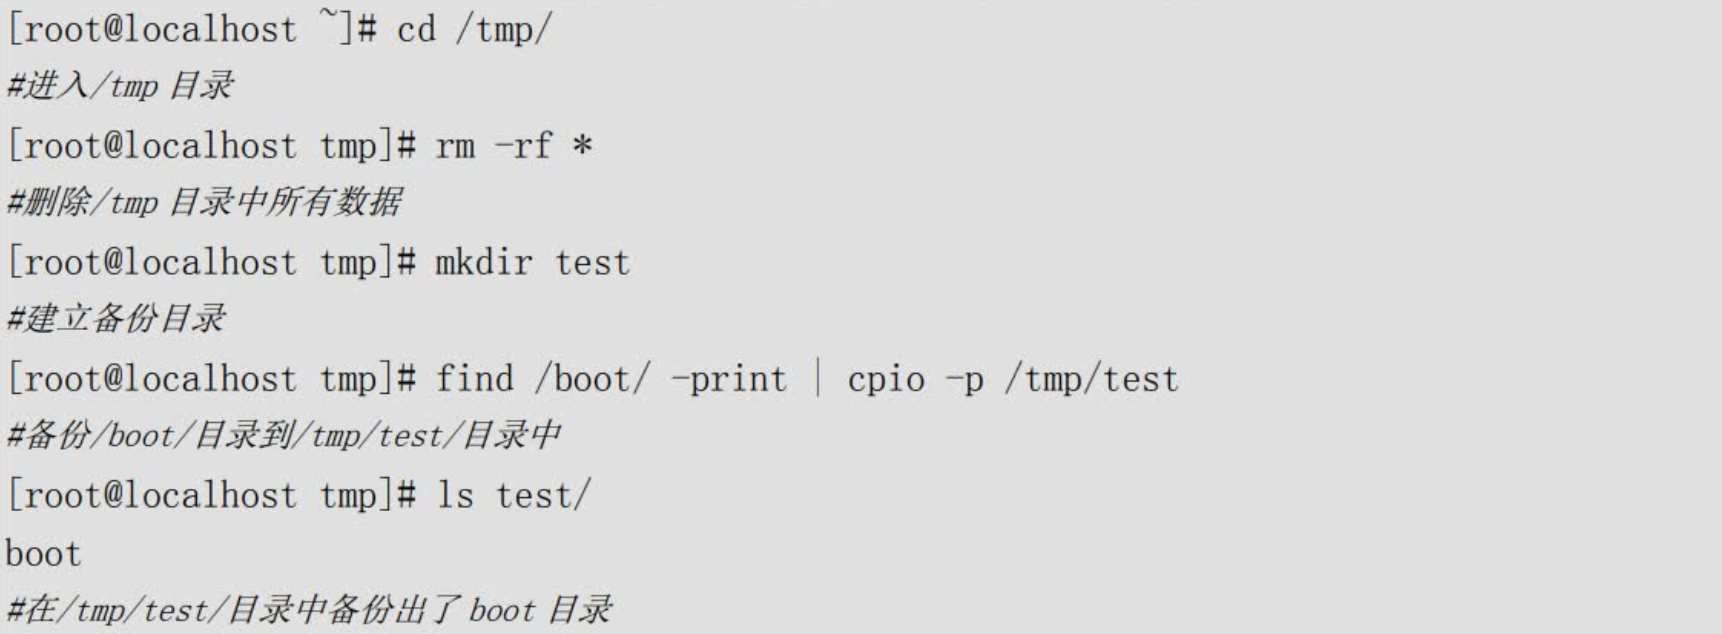 [root@localhost ~]# cd /tmp/
#进入/tmp 目录
[root@localhost tmp]# rm -rf *
#删除/tmp 目录中所有数据
[root@localhost tmp]# mkdir test
#建立备份目录
[root@localhost tmp]# find /boot/ -print | cpio -p /tmp/test
#备份/boot/目录到/tmp/test/目录中
[root@localhost tmp]# ls test/
boot
#在/tmp/test/目录中备份出了 boot 目录